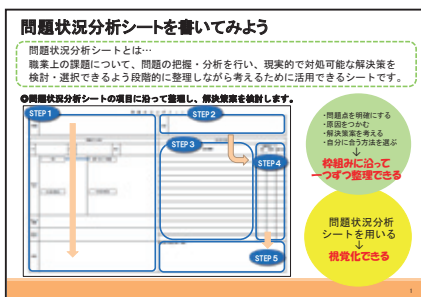 問題状況分析シートを書いてみよう
問題状況分析シートとは…
職業上の課題について、問題の把握・分析を行い、現実的で対処可能な解決策を
検討・選択できるよう段階的に整理しながら考えるために活用できるシートです。
◎問題状況分析シートの項目に沿って整理し、解決策案を検討します。
STEP 1
STEP 2
STEP 3
STEP 4
STEP 5
・問題点を明確にする
・原因をつかむ
・解決策案を考える
・自分に合う方法を選ぶ
↓
枠組みに沿って
一つずつ整理できる
問題状況分析
シートを用いる
↓
視覚化できる
1